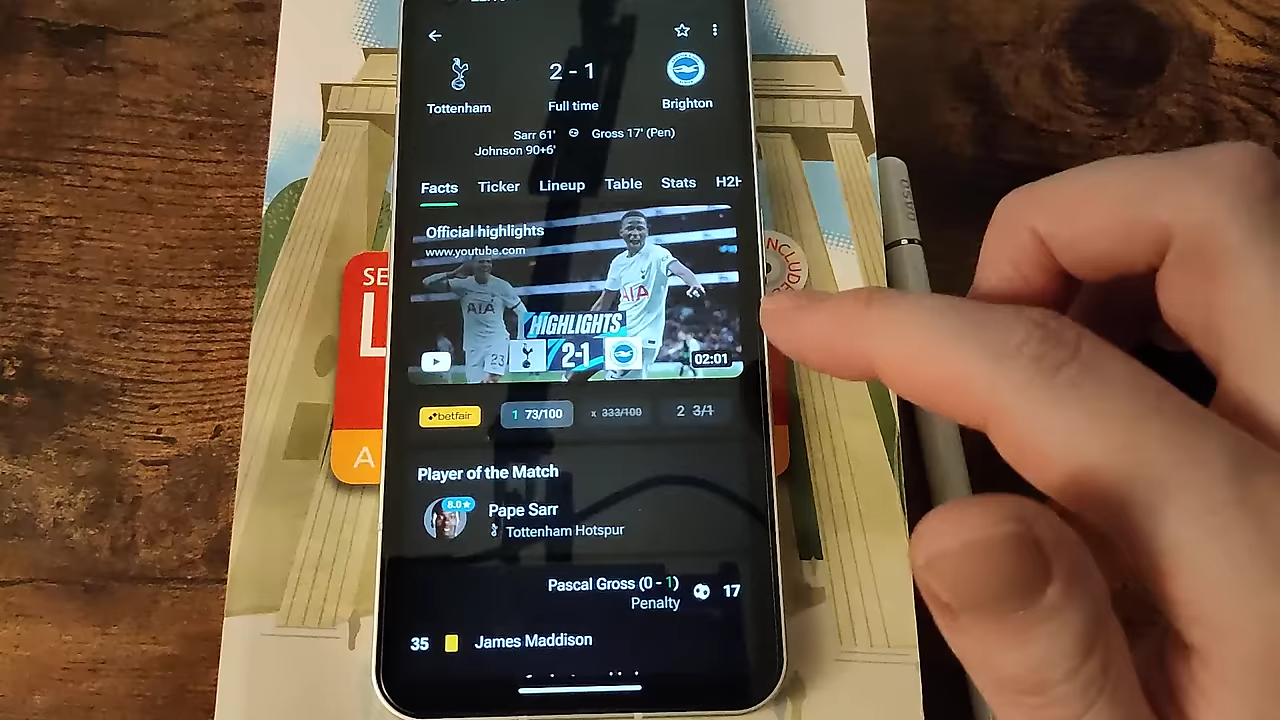 2 - 1
Tottenham
Full time
Brighton
Sarr 61' Gross 17' (Pen)
Johnson 90+6'
Facts Ticker Lineup Table Stats H2H
Official highlights
www.youtube.com
AIA
AIA
HIGHLIGHTS
23
2-1
02:01
betfair 1 73/100 x 333/100 2 3/1
Player of the Match
8.0
Pape Sarr
Tottenham Hotspur
Pascal Gross (0 - 1) 17
Penalty
35 James Maddison
SE
L
A
INCLUDES